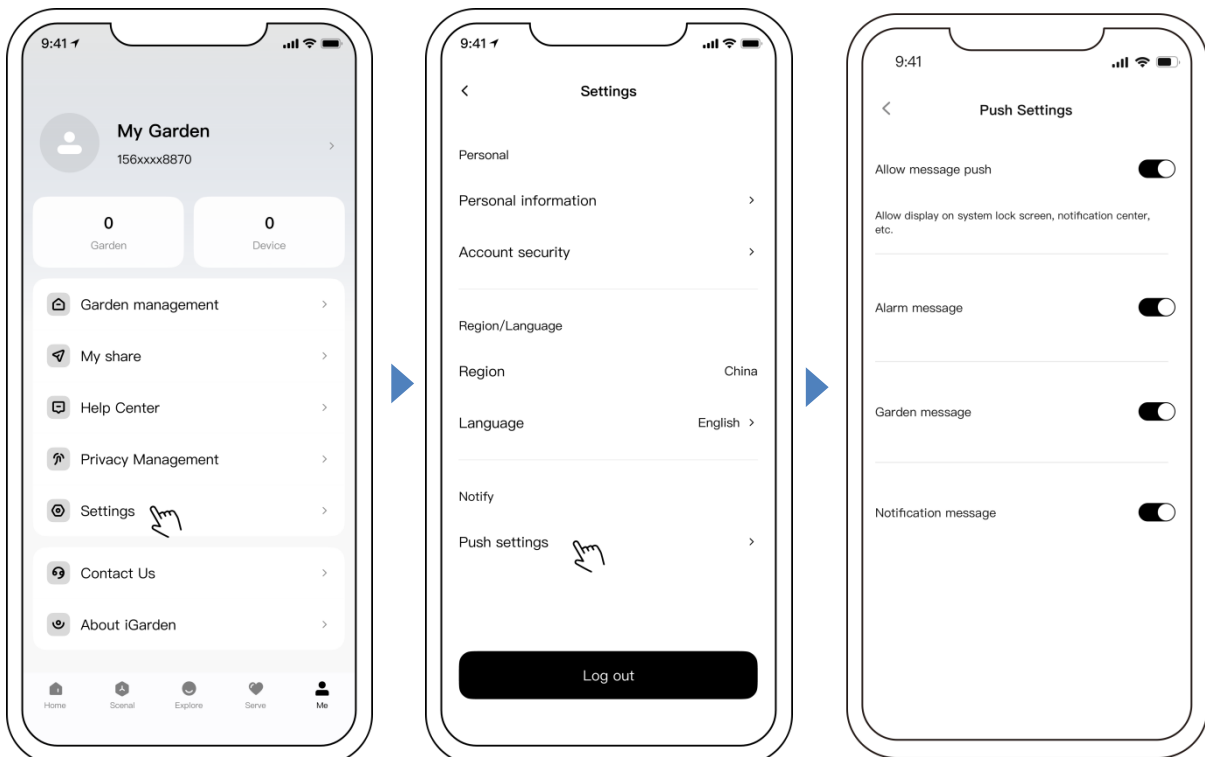 9:41
My Garden
156xxxx8870
0
Garden
0
Device
Garden management
My share
Help Center
Privacy Management
Settings
Contact Us
About iGarden
Home
Scenal
Explore
Serve
Me
9:41
Settings
Personal
Personal information
Account security
Region/Language
Region China
Language English
Notify
Push settings
Log out
9:41
Push Settings
Allow message push
Allow display on system lock screen, notification center,
etc.
Alarm message
Garden message
Notification message